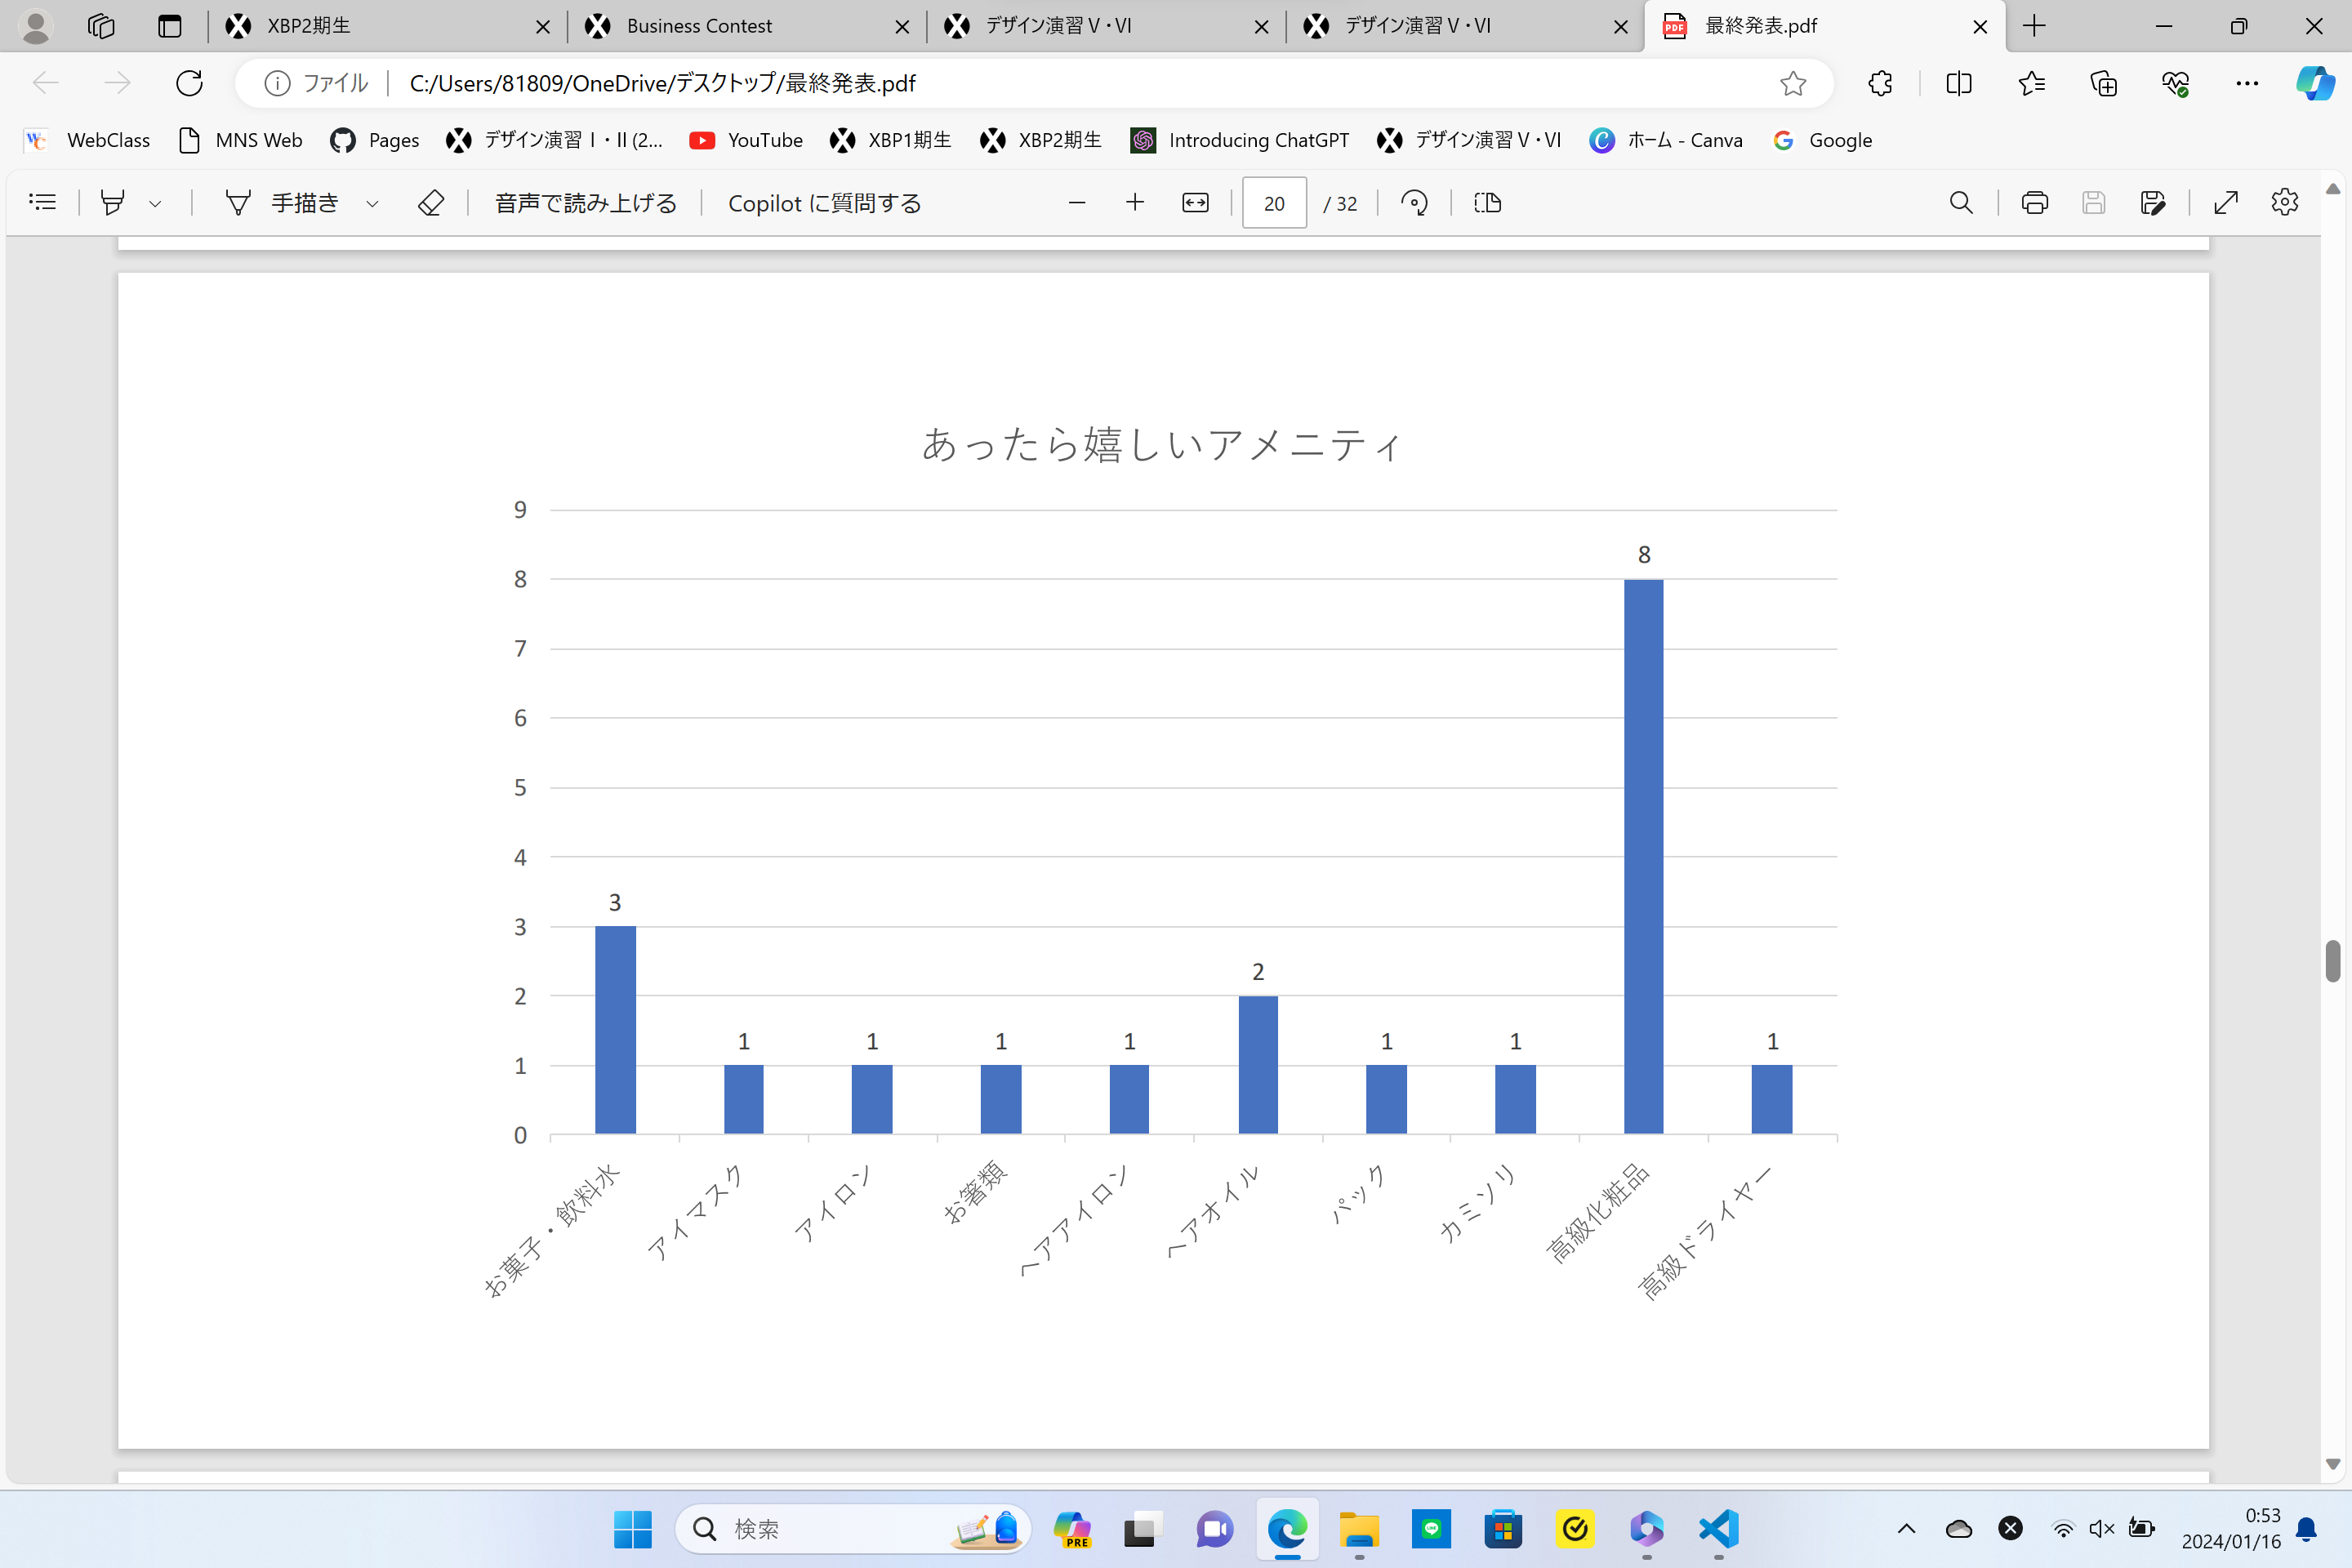 XBP2期生
Business Contest
デザイン演習Ⅴ・Ⅵ
デザイン演習Ⅴ・Ⅵ
最終発表.pdf
ファイル C:/Users/81809/OneDrive/デスクトップ/最終発表.pdf
WebClass MNS Web Pages デザイン演習Ⅰ・Ⅱ(2... YouTube XBP1期生 XBP2期生 Introducing ChatGPT デザイン演習Ⅴ・Ⅵ ホーム - Canva Google
手描き 音声で読み上げる Copilot に質問する 20 / 32
あったら嬉しいアメニティ
9
8
7
6
5
4
3
2
1
0
3
1
1
1
1
2
1
1
8
1
お菓子・飲料水
アイマスク
アイロン
お箸類
ヘアアイロン
ヘアオイル
パック
カミソリ
高級化粧品
高級ドライヤー
検索
PRE
0:53
2024/01/16